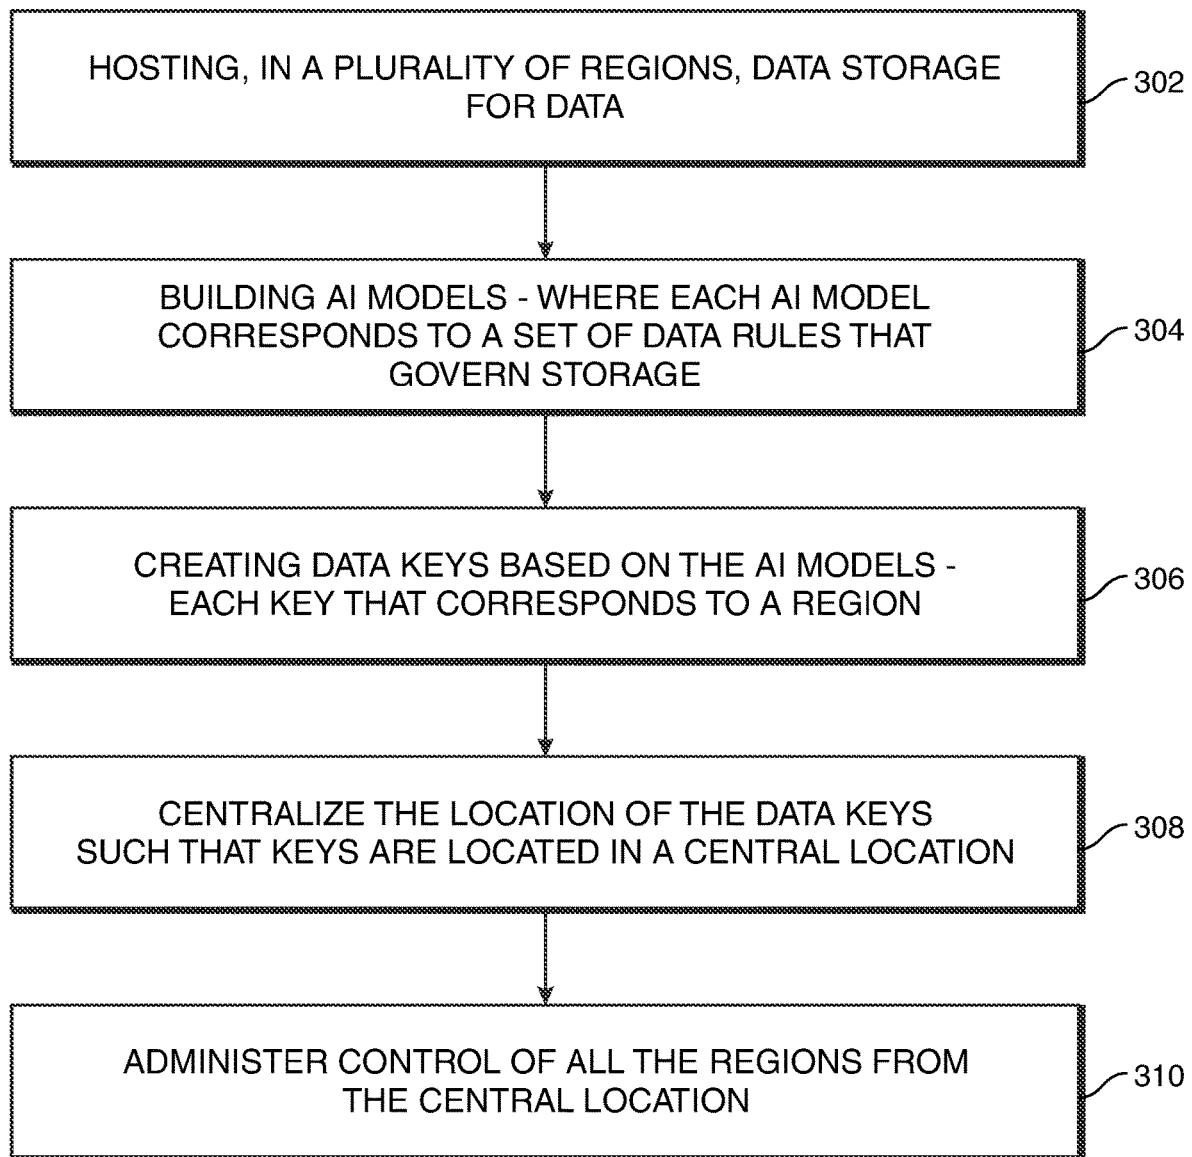 HOSTING, IN A PLURALITY OF REGIONS, DATA STORAGE
FOR DATA
302
BUILDING AI MODELS - WHERE EACH AI MODEL
CORRESPONDS TO A SET OF DATA RULES THAT
GOVERN STORAGE
304
CREATING DATA KEYS BASED ON THE AI MODELS -
EACH KEY THAT CORRESPONDS TO A REGION
306
CENTRALIZE THE LOCATION OF THE DATA KEYS
SUCH THAT KEYS ARE LOCATED IN A CENTRAL LOCATION
308
ADMINISTER CONTROL OF ALL THE REGIONS FROM
THE CENTRAL LOCATION
310